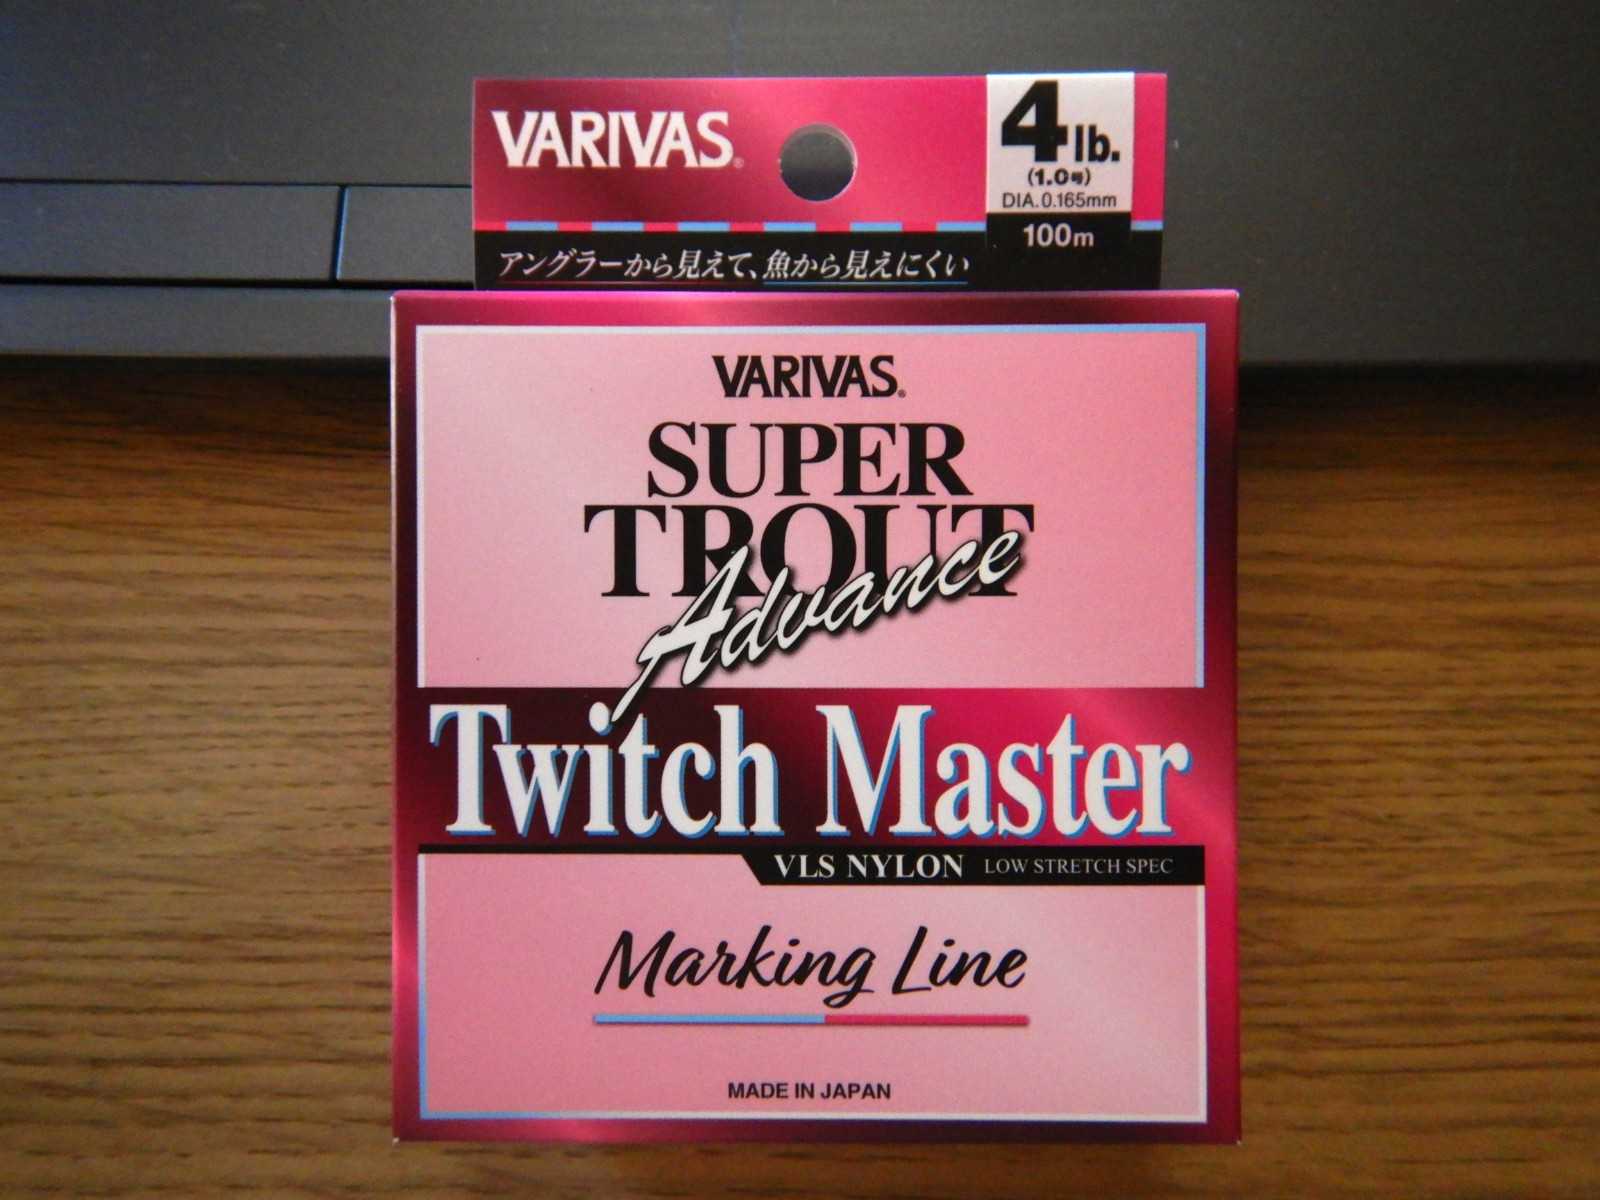 VARIVAS®
4lb.
(1.0号)
DIA.0.165mm
100m
アングラーから見えて、魚から見えにくい
VARIVAS®
SUPER
TROUT
Advance
Twitch Master
VLS NYLON LOW STRETCH SPEC
Marking Line
MADE IN JAPAN